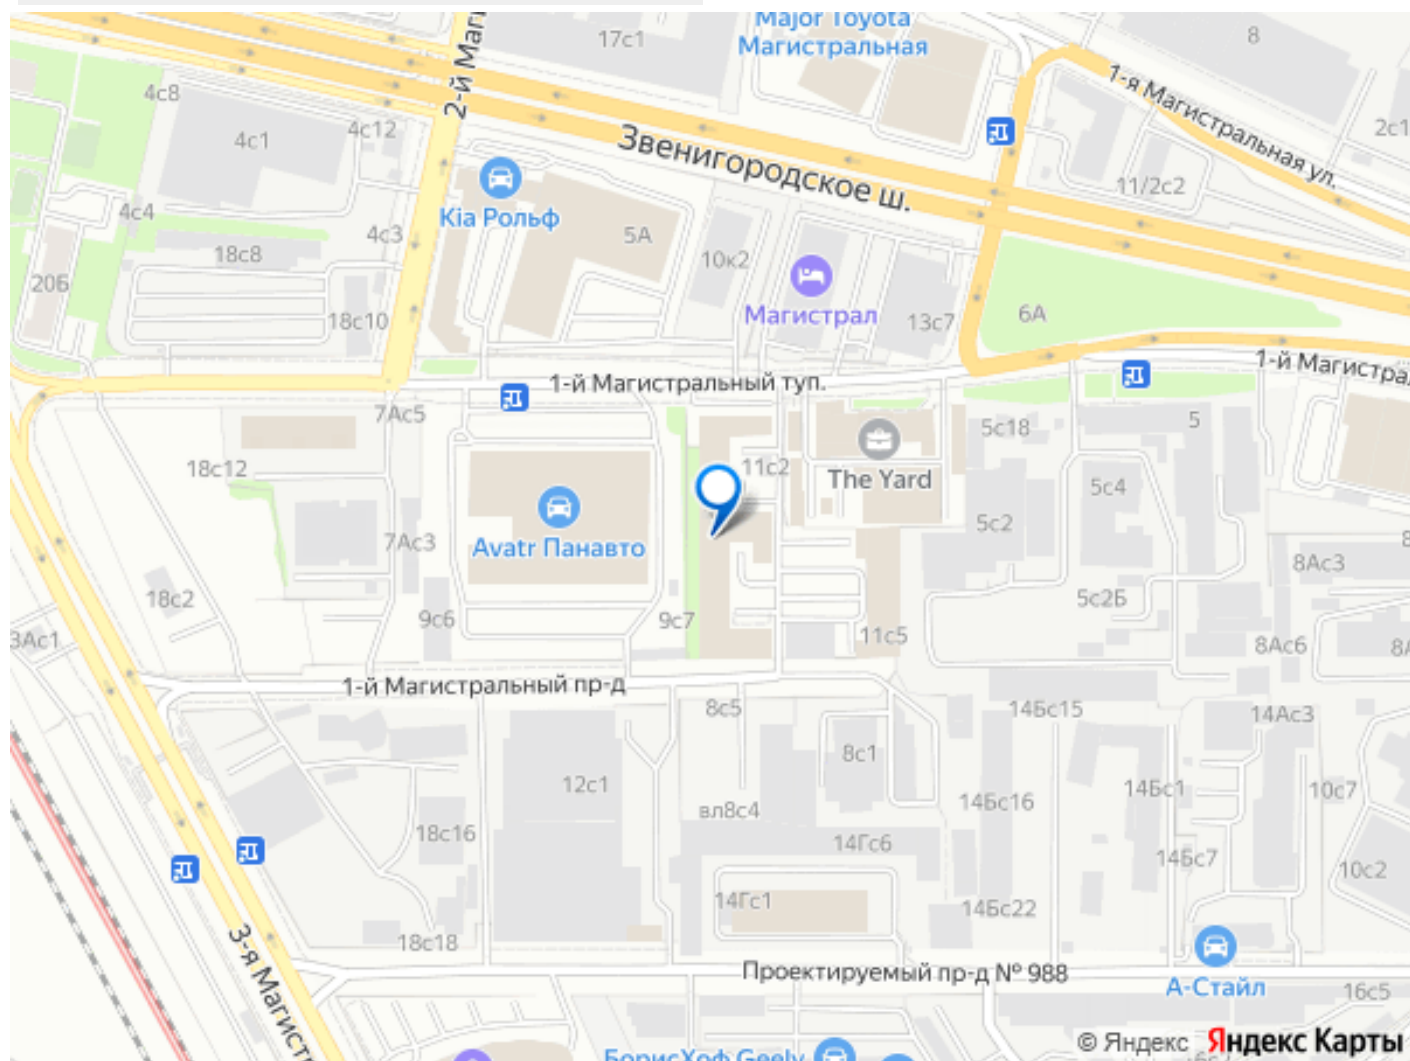 Major Toyota
Магистральная
17с1
8
2-й Маг
1-я Магистральная ул.
4с8
4с12
4с1
2с1
Звенигородское ш.
11/2с2
Kia Рольф
4с4
4с3
5А
18с8
10к2
20Б
Магистрал
18с10
13с7
6А
1-й Магистральный туп.
1-й Магистрал
7Ас5
5с18
5
18с12
11с2
The Yard
5с4
5с2
7Ас3
Avatr Панавто
8Ас3
18с2
5с2Б
9с6
9с7
11с5
3Ас1
8Ас6
1-й Магистральный пр-д
8с5
14Бс15
14Ас3
8с1
12с1
14Бс16
14Бс1
10с7
вл8с4
18с16
14Гс6
14Бс7
10с2
14Гс1
14Бс22
18с18
3-я Магист
Проектируемый пр-д № 988
А-Стайл
16с5
БорисХоф Geely
© Яндекс Яндекс Карты